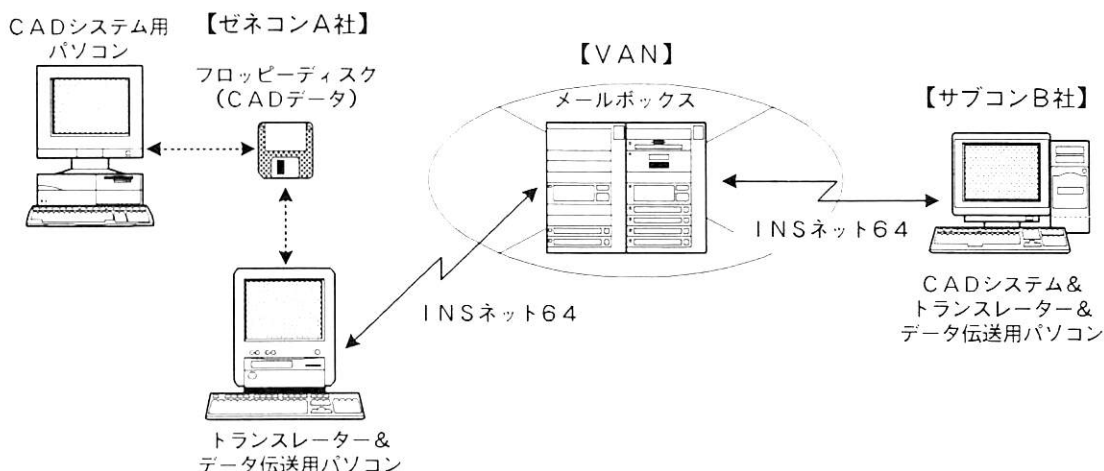 CADシステム用
パソコン
【ゼネコンA社】
フロッピーディスク
(CADデータ)
【VAN】
メールボックス
【サブコンB社】
INSネット64
INSネット64
CADシステム&
トランスレーター&
データ伝送用パソコン
トランスレーター&
データ伝送用パソコン